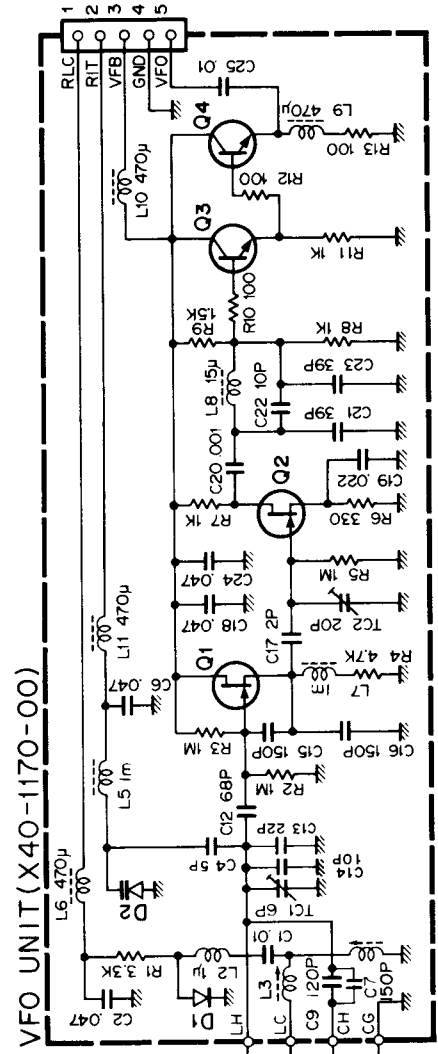 VFO UNIT (X40-1170-00)
1
2
3
4
5
RLC
RIT
VFB
GND
VFO
C25 .01
L10 470μ
Q4
L9 470μ
R13 100
R12 100
Q3
R11 1K
R10 100
R9 1.5K
R8 1K
L8 15μ
C22 10P
C23 39P
C21 39P
C20 .001
Q2
C19 .022
R7 1K
R6 330
C24 .047
C18 .047
R5 1M
TC2 20P
C17 2P
L11 470μ
C6 .047
Q1
R4 4.7K
L7 1m
R3 1M
C15 150P
C16 150P
R2 1M
C12 68P
L5 1m
C4 5P
C13 22P
C14 10P
TC1 6P
D2
L6 470μ
R1 3.3K
C2 .047
D1
L2 1μ
C1 .01
L3
C9 120P
C7 150P
LH
LC
CH
CG